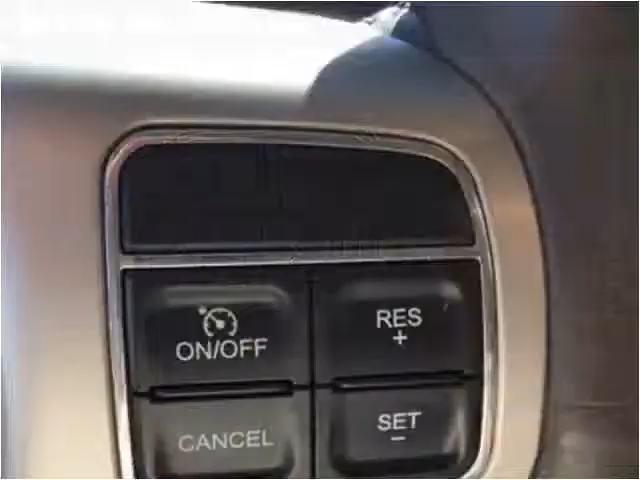 ON/OFF
RES
+
CANCEL
SET
-